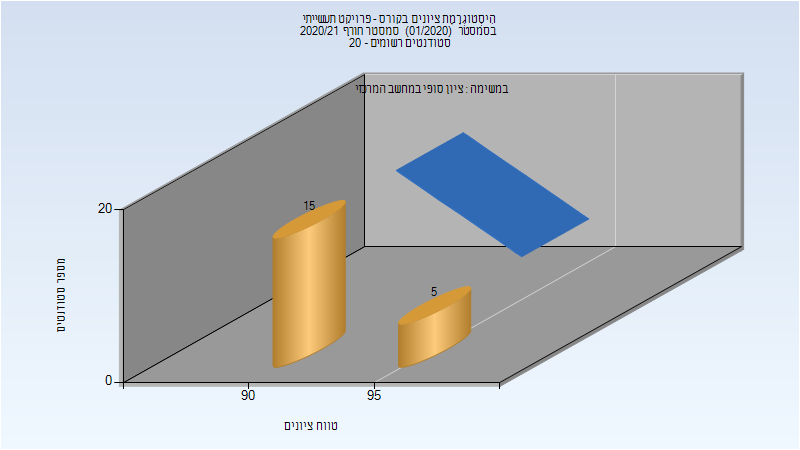 היסטוגרמת ציונים בקורס - פרויקט תעשייתי
בסמסטר (01/2020) סמסטר חורף 2020/21
סטודנטים רשומים - 20
במשימה : ציון סופי במחשב המרכזי
15
5
20
0
90
95
מספר סטודנטים
טווח ציונים